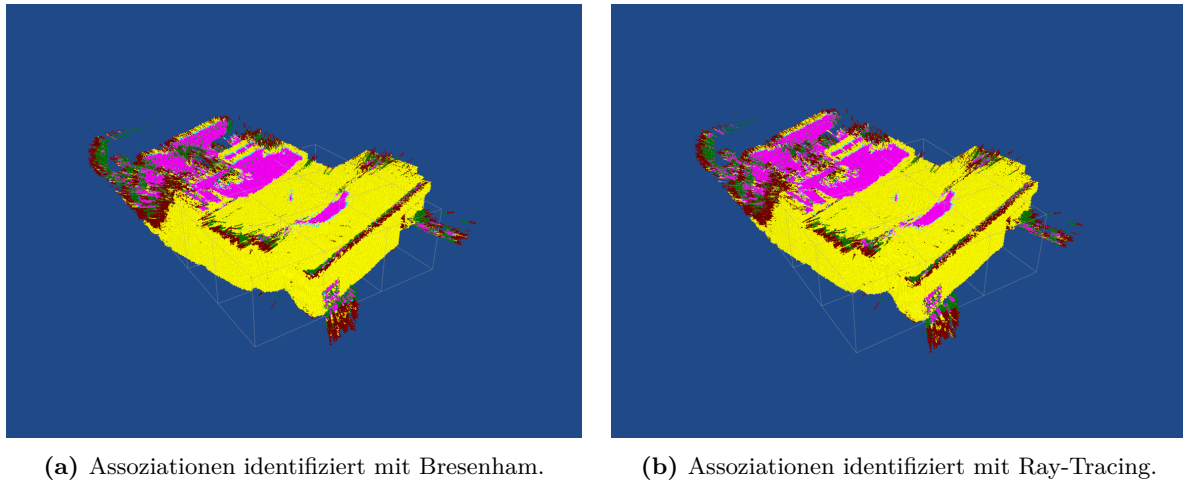 (a) Assoziationen identifiziert mit Bresenham.
(b) Assoziationen identifiziert mit Ray-Tracing.